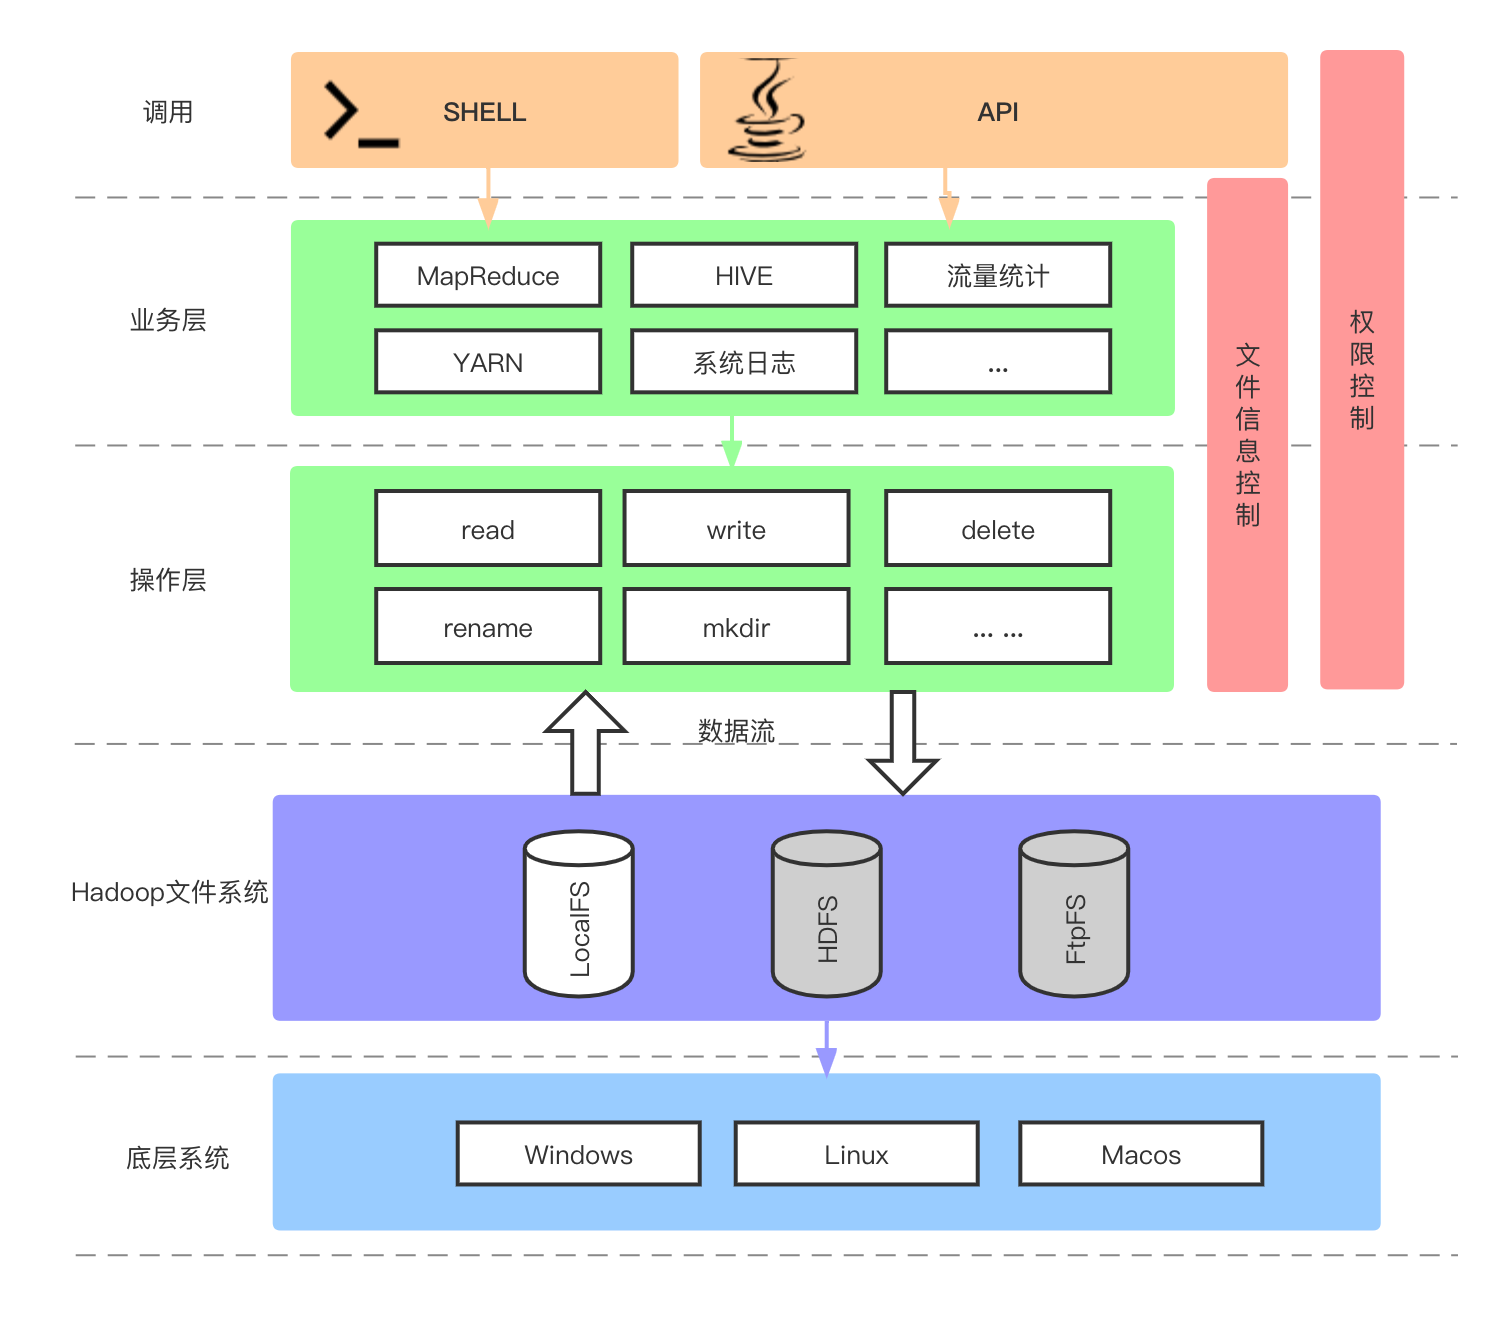 调用
SHELL
API
业务层
MapReduce
HIVE
流量统计
YARN
系统日志
...
文件信息控制
权限控制
操作层
read
write
delete
rename
mkdir
... ...
数据流
Hadoop文件系统
LocalFS
HDFS
FtpFS
底层系统
Windows
Linux
Macos